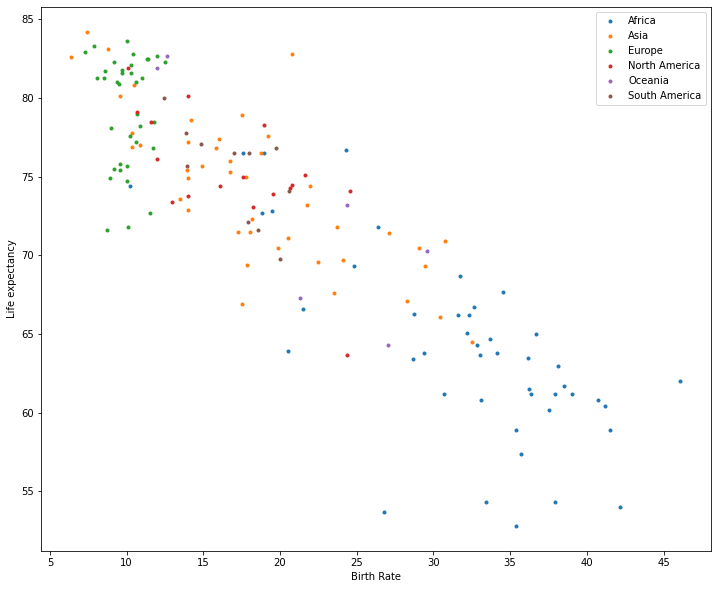 85
80
75
70
65
60
55
Life expectancy
5
10
15
20
25
30
35
40
45
Birth Rate
Africa
Asia
Europe
North America
Oceania
South America